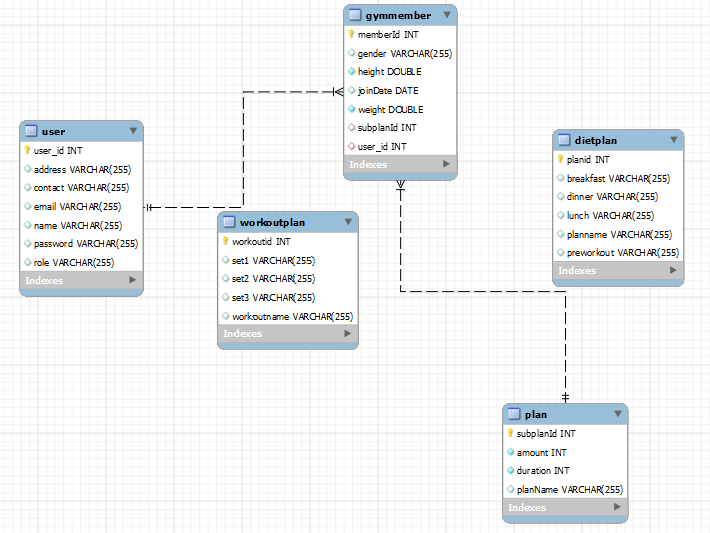 gymmember
memberId INT
gender VARCHAR(255)
height DOUBLE
joinDate DATE
weight DOUBLE
subplanId INT
user_id INT
Indexes
user
user_id INT
address VARCHAR(255)
contact VARCHAR(255)
email VARCHAR(255)
name VARCHAR(255)
password VARCHAR(255)
role VARCHAR(255)
Indexes
workoutplan
workoutid INT
set1 VARCHAR(255)
set2 VARCHAR(255)
set3 VARCHAR(255)
workoutname VARCHAR(255)
Indexes
dietplan
planid INT
breakfast VARCHAR(255)
dinner VARCHAR(255)
lunch VARCHAR(255)
planname VARCHAR(255)
preworkout VARCHAR(255)
Indexes
plan
subplanId INT
amount INT
duration INT
planName VARCHAR(255)
Indexes